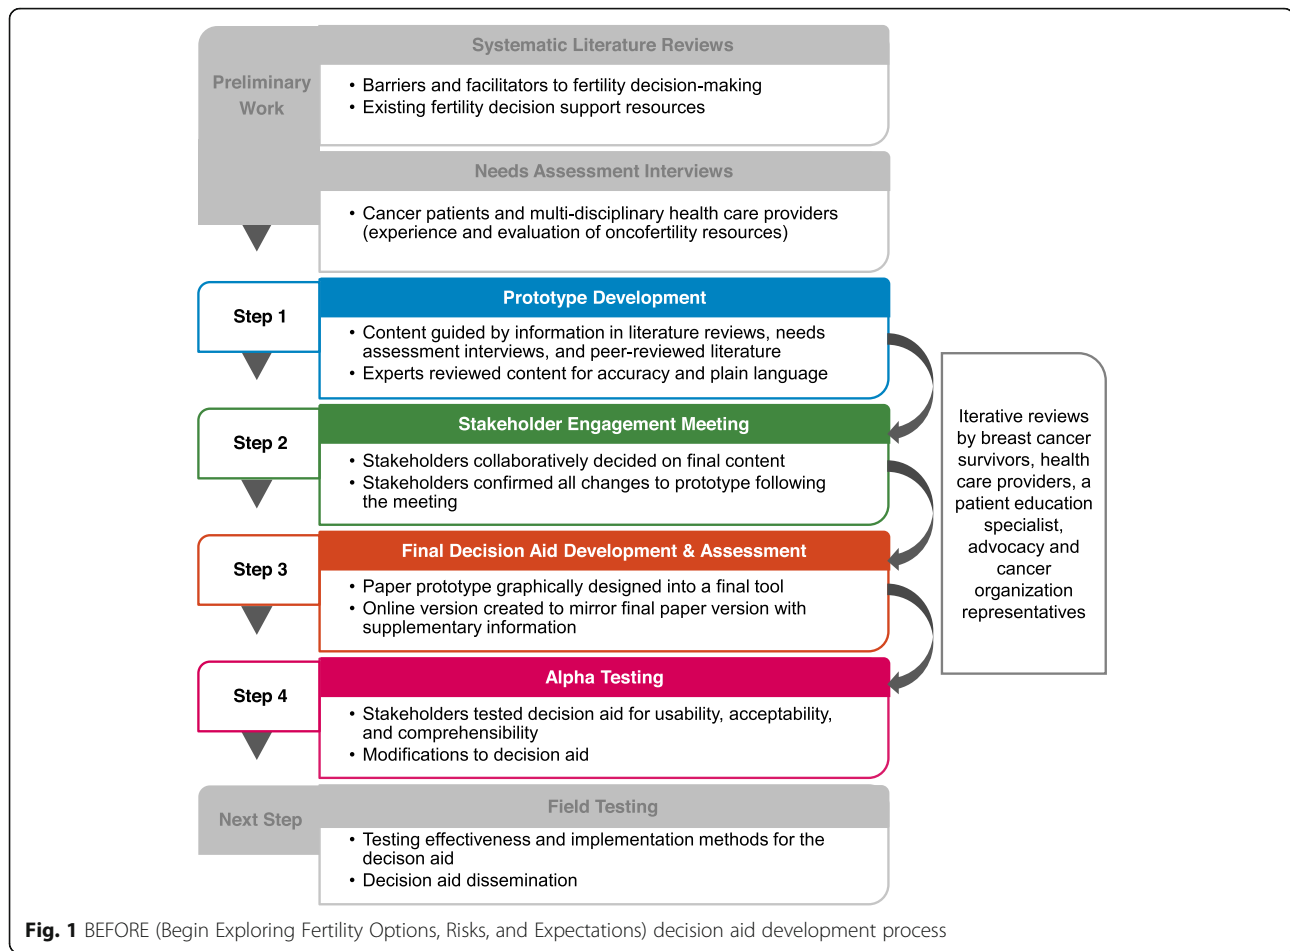 Preliminary
Work
Systematic Literature Reviews
• Barriers and facilitators to fertility decision-making
• Existing fertility decision support resources
Needs Assessment Interviews
• Cancer patients and multi-disciplinary health care providers
(experience and evaluation of oncofertility resources)
Step 1
Prototype Development
• Content guided by information in literature reviews, needs
assessment interviews, and peer-reviewed literature
• Experts reviewed content for accuracy and plain language
Step 2
Stakeholder Engagement Meeting
• Stakeholders collaboratively decided on final content
• Stakeholders confirmed all changes to prototype following
the meeting
Step 3
Final Decision Aid Development & Assessment
• Paper prototype graphically designed into a final tool
• Online version created to mirror final paper version with
supplementary information
Step 4
Alpha Testing
• Stakeholders tested decision aid for usability, acceptability,
and comprehensibility
• Modifications to decision aid
Iterative reviews
by breast cancer
survivors, health
care providers, a
patient education
specialist,
advocacy and
cancer
organization
representatives
Next Step
Field Testing
• Testing effectiveness and implementation methods for the
decison aid
• Decision aid dissemination
Fig. 1 BEFORE (Begin Exploring Fertility Options, Risks, and Expectations) decision aid development process